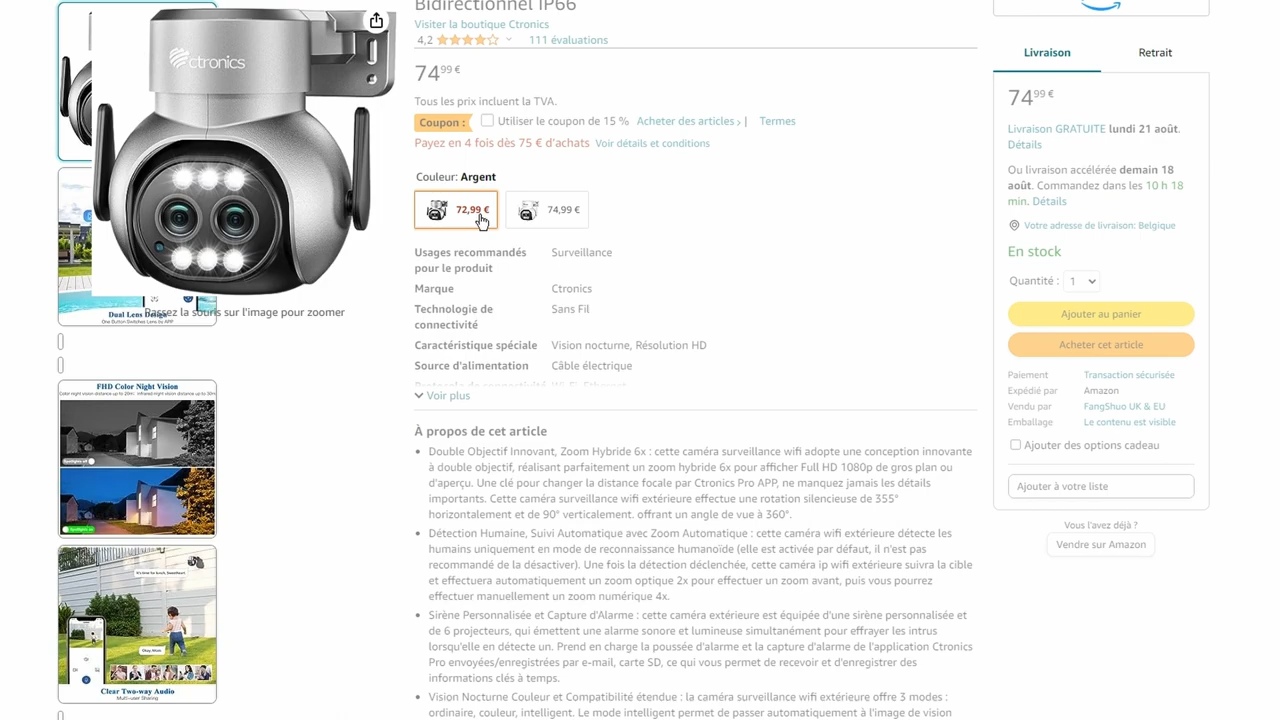 Bidirectionnel IP66
Visiter la boutique Ctronics
4,2
111 évaluations
74,99 €
Tous les prix incluent la TVA.
Coupon :
Utiliser le coupon de 15 %
Acheter des articles › |
Termes
Payez en 4 fois dès 75 € d'achats Voir détails et conditions
Couleur: Argent
72,99 €
74,99 €
Usages recommandés pour le produit
Surveillance
Marque
Ctronics
Technologie de connectivité
Sans Fil
Caractéristique spéciale
Vision nocturne, Résolution HD
Source d'alimentation
Câble électrique
Voir plus
À propos de cet article
Double Objectif Innovant, Zoom Hybride 6x : cette caméra surveillance wifi adopte une conception innovante
à double objectif, réalisant parfaitement un zoom hybride 6x pour afficher Full HD 1080p de gros plan ou
d'aperçu. Une clé pour changer la distance focale par Ctronics Pro APP, ne manquez jamais les détails
importants. Cette caméra surveillance wifi extérieure effectue une rotation silencieuse de 355°
horizontalement et de 90° verticalement. offrant un angle de vue à 360°.
Détection Humaine, Suivi Automatique avec Zoom Automatique : cette caméra wifi extérieure détecte les
humains uniquement en mode de reconnaissance humanoïde (elle est activée par défaut, il n'est pas
recommandé de la désactiver). Une fois la détection déclenchée, cette caméra ip wifi extérieure suivra la cible
et effectuera automatiquement un zoom optique 2x pour effectuer un zoom avant, puis vous pourrez
effectuer manuellement un zoom numérique 4x.
Sirène Personnalisée et Capture d'Alarme : cette caméra extérieure est équipée d'une sirène personnalisée et
de 6 projecteurs, qui émettent une alarme sonore et lumineuse simultanément pour effrayer les intrus
lorsqu'elle en détecte un. Prend en charge la poussée d'alarme et la capture d'alarme de l'application Ctronics
Pro envoyées/enregistrées par e-mail, carte SD, ce qui vous permet de recevoir et d'enregistrer des
informations clés à temps.
Vision Nocturne Couleur et Compatibilité étendue : la caméra surveillance wifi extérieure offre 3 modes :
ordinaire, couleur, intelligent. Le mode intelligent permet de passer automatiquement à l'image de vision
ctronics
Dual Lens Design
One Button Switches Lens by APP
Passez la souris sur l'image pour zoomer
FHD Color Night Vision
Clear Two-way Audio
Multi-user Sharing
Livraison
Retrait
74,99 €
Livraison GRATUITE lundi 21 août.
Détails
Ou livraison accélérée demain 18
août. Commandez dans les 10 h 18
min. Détails
Votre adresse de livraison: Belgique
En stock
Quantité : 1
Ajouter au panier
Acheter cet article
Paiement
Transaction sécurisée
Expédié par
Amazon
Vendu par
FangShuo UK & EU
Emballage
Le contenu est visible
Ajouter des options cadeau
Ajouter à votre liste
Vous l'avez déjà ?
Vendre sur Amazon